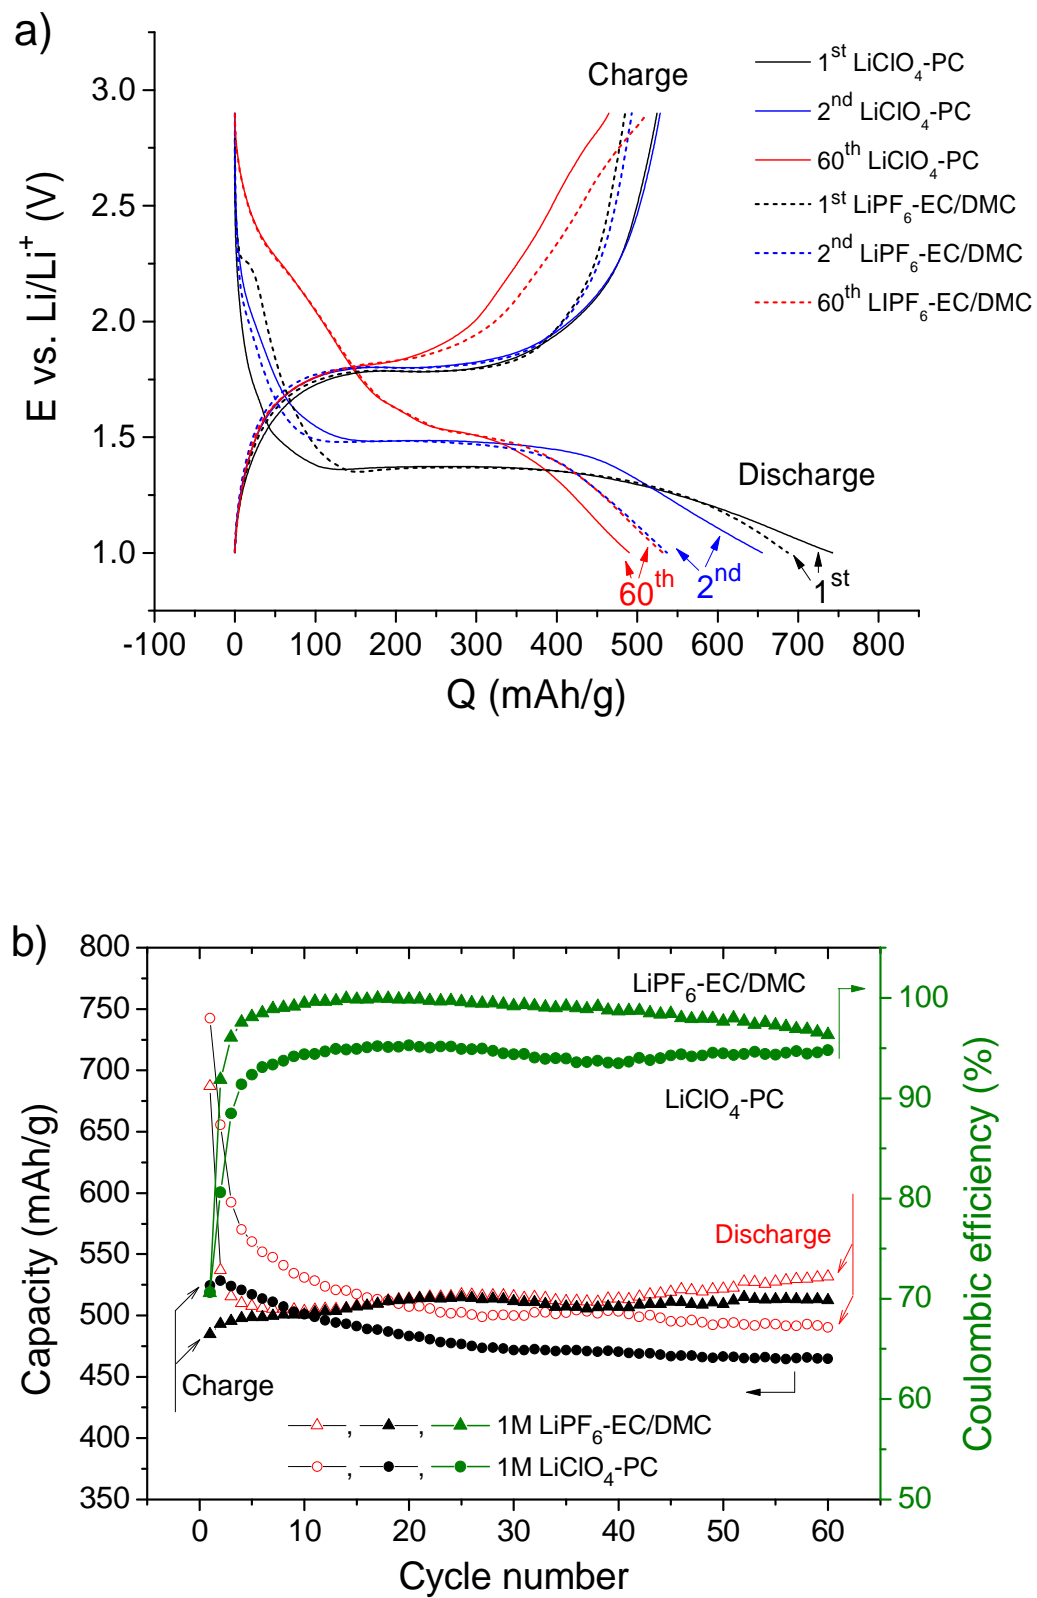 a)
Charge
1st LiClO4-PC
2nd LiClO4-PC
60th LiClO4-PC
1st LiPF6-EC/DMC
2nd LiPF6-EC/DMC
60th LIPF6-EC/DMC
E vs. Li/Li+ (V)
3.0
2.5
2.0
1.5
1.0
Discharge
60th
2nd
1st
-100 0 100 200 300 400 500 600 700 800
Q (mAh/g)
b)
Capacity (mAh/g)
800
750
700
650
600
550
500
450
400
350
LiPF6-EC/DMC
LiClO4-PC
Discharge
Charge
, , 1M LiPF6-EC/DMC
, , 1M LiClO4-PC
100
90
80
70
60
50
Coulombic efficiency (%)
0 10 20 30 40 50 60
Cycle number